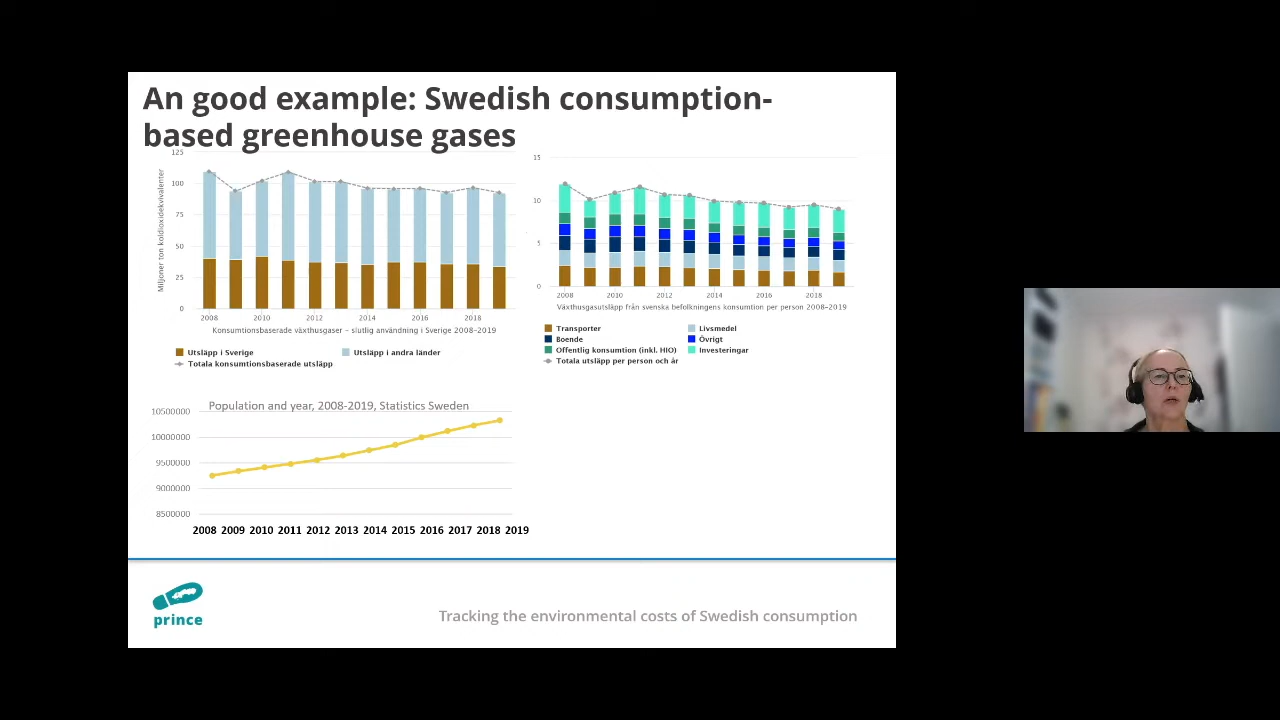 An good example: Swedish consumption-
based greenhouse gases
125
100
75
50
25
0
Miljoner ton koldioxidekvivalenter
2008 2010 2012 2014 2016 2018
Konsumtionsbaserade växthusgaser – slutlig användning i Sverige 2008–2019
Utsläpp i Sverige Utsläpp i andra länder
Totala konsumtionsbaserade utsläpp
15
10
5
0
2008 2010 2012 2014 2016 2018
Växthusgasutsläpp från svenska befolkningens konsumtion per person 2008–2019
Transporter Livsmedel
Boende Övrigt
Offentlig konsumtion (inkl. HIO) Investeringar
Totala utsläpp per person och år
Population and year, 2008-2019, Statistics Sweden
10500000
10000000
9500000
9000000
8500000
2008 2009 2010 2011 2012 2013 2014 2015 2016 2017 2018 2019
prince
Tracking the environmental costs of Swedish consumption